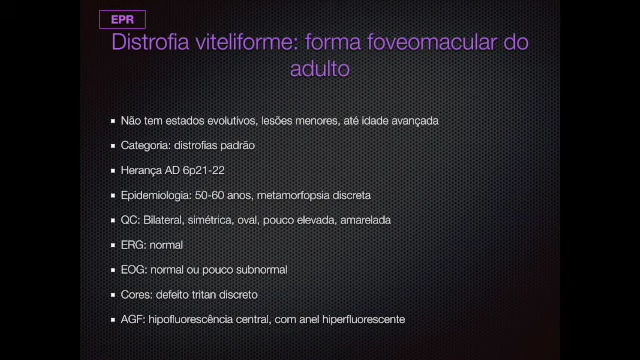 EPR
Distrofia viteliforme: forma foveomacular do
adulto
Não tem estados evolutivos, lesões menores, até idade avançada
Categoria: distrofias padrão
Herança AD 6p21-22
Epidemiologia: 50-60 anos, metamorfopsia discreta
QC: Bilateral, simétrica, oval, pouco elevada, amarelada
ERG: normal
EOG: normal ou pouco subnormal
Cores: defeito tritan discreto
AGF: hipofluorescência central, com anel hiperfluorescente